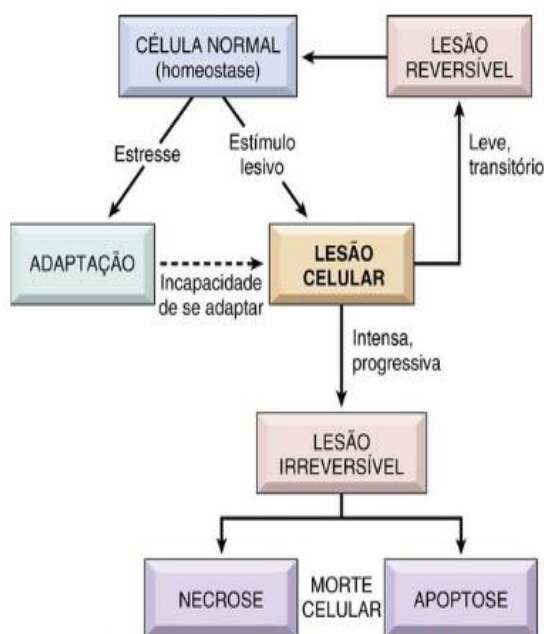 CÉLULA NORMAL
(homeostase)
LESÃO
REVERSÍVEL
Estresse
Estímulo
lesivo
Leve,
transitório
ADAPTAÇÃO
Incapacidade
de se adaptar
LESÃO
CELULAR
Intensa,
progressiva
LESÃO
IRREVERSÍVEL
NECROSE
MORTE
CELULAR
APOPTOSE